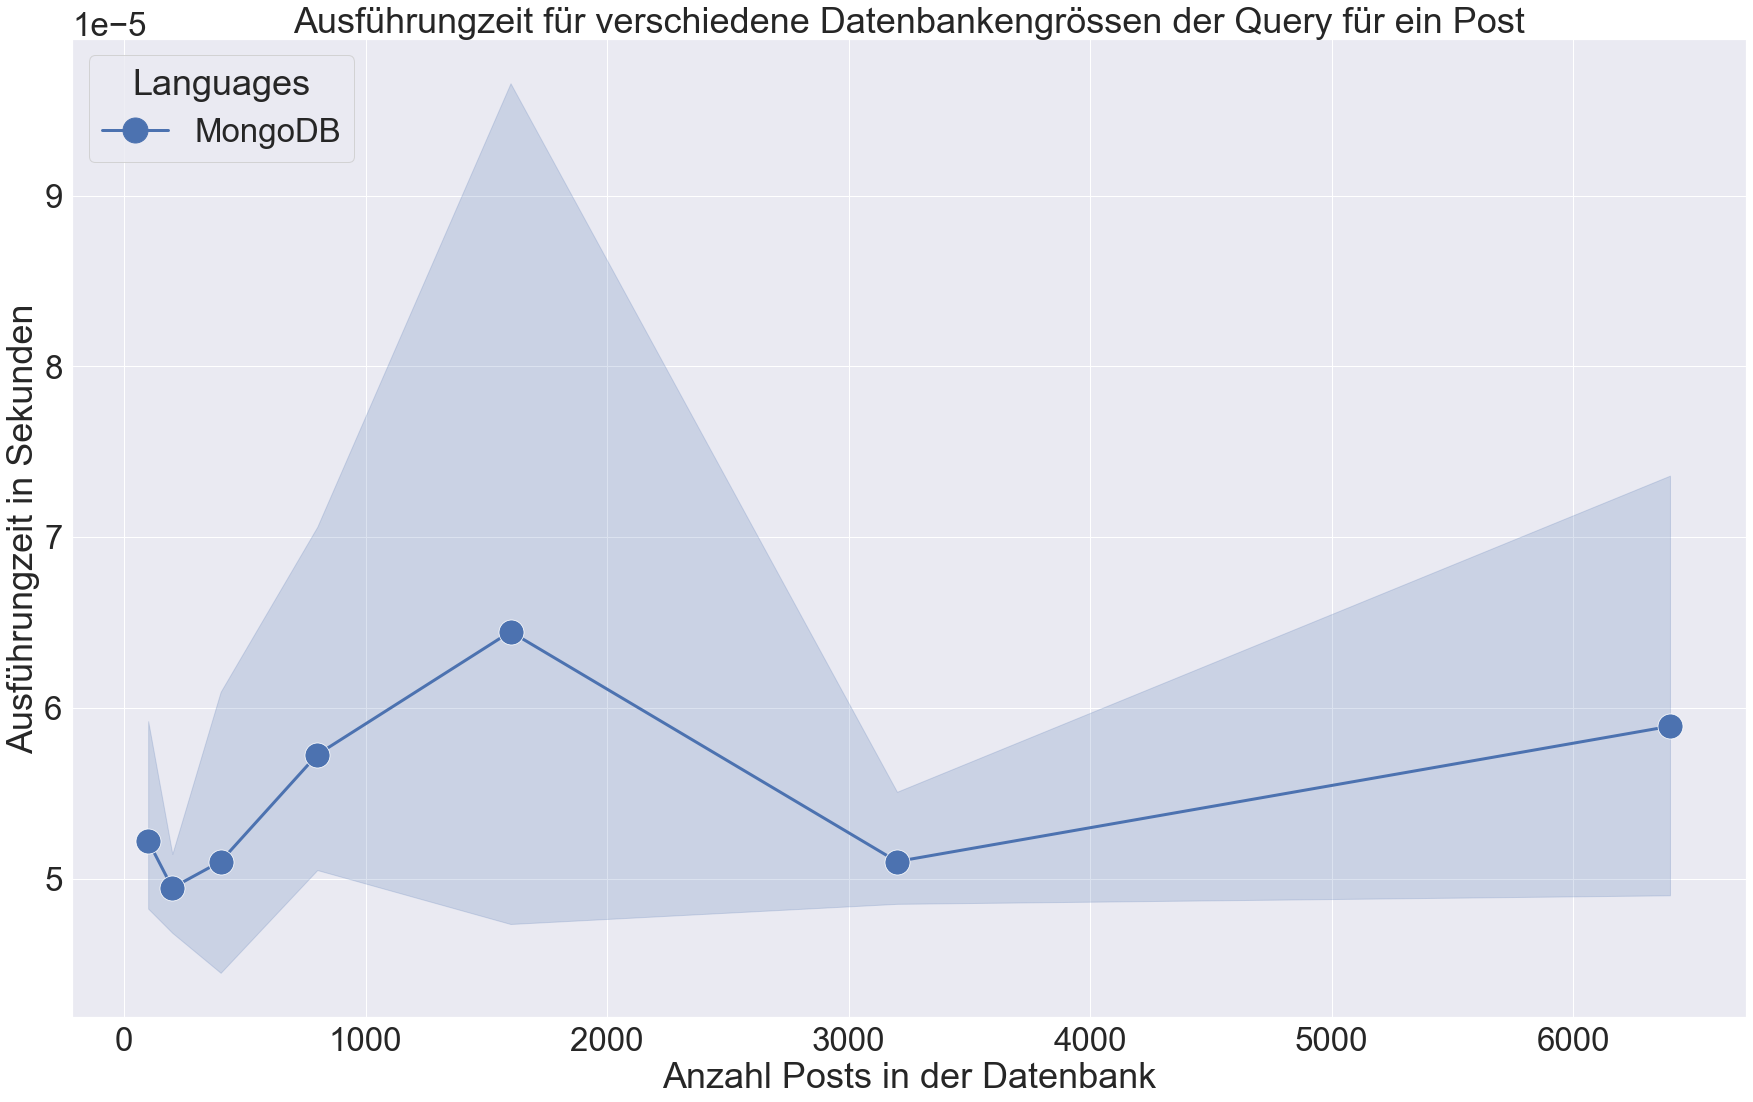 Ausführungzeit für verschiedene Datenbankengrössen der Query für ein Post
1e−5
Languages
MongoDB
9
8
7
6
5
Ausführungzeit in Sekunden
0 1000 2000 3000 4000 5000 6000
Anzahl Posts in der Datenbank